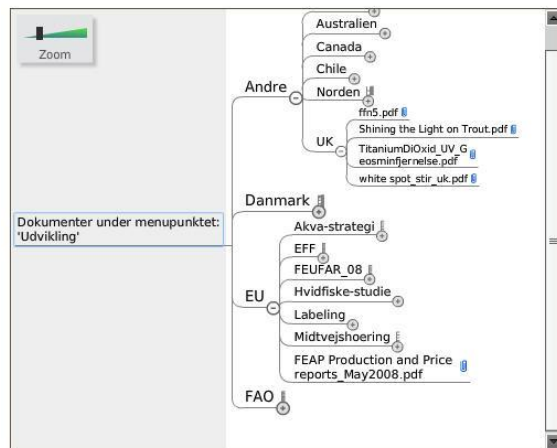 Zoom
Dokumenter under menupunktet:
'Udvikling'
Andre
Australien
Canada
Chile
Norden
UK
ffn5.pdf
Shining the Light on Trout.pdf
TitaniumDiOxid_UV_G
eosminfjernelse.pdf
white spot_stir_uk.pdf
Danmark
EU
Akva-strategi
EFF
FEUFAR_08
Hvidfiske-studie
Labeling
Midtvejshoering
FEAP Production and Price
reports_May2008.pdf
FAO